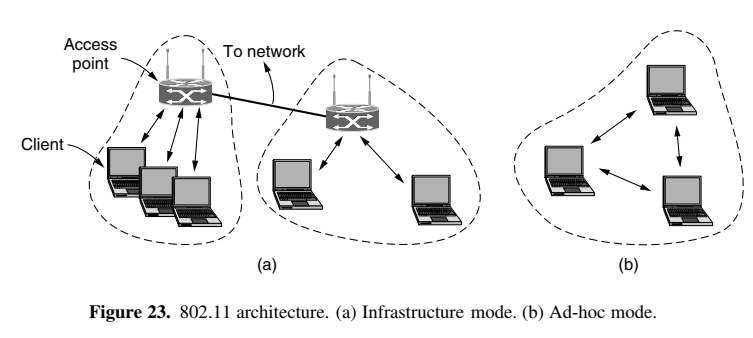 Access
point
To network
Client
(a)
(b)
Figure 23. 802.11 architecture. (a) Infrastructure mode. (b) Ad-hoc mode.